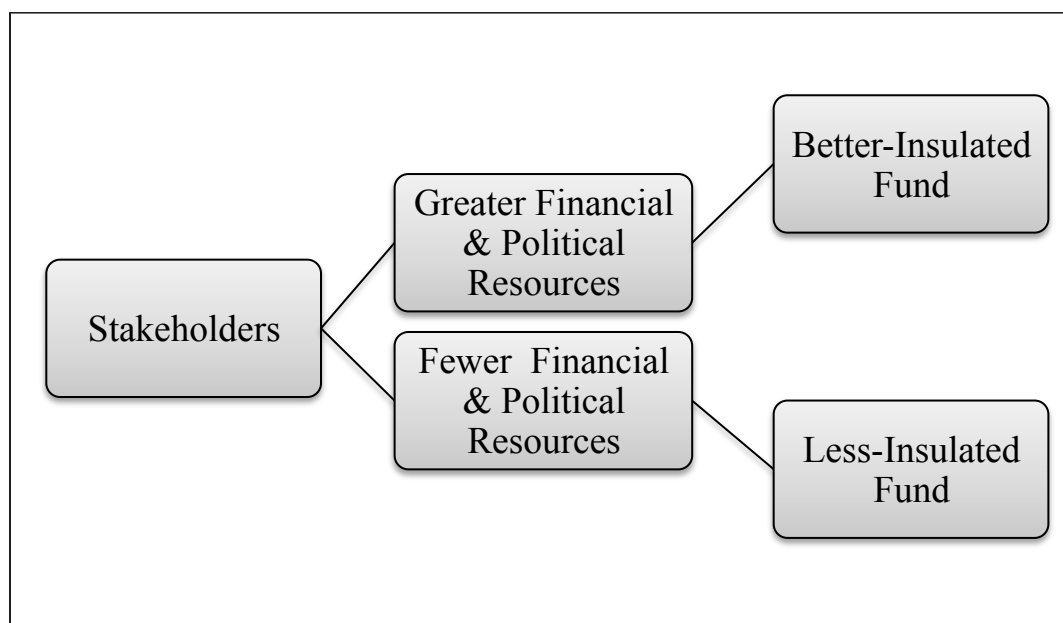 Stakeholders
Greater Financial
& Political
Resources
Fewer  Financial
& Political
Resources
Better-Insulated
Fund
Less-Insulated
Fund